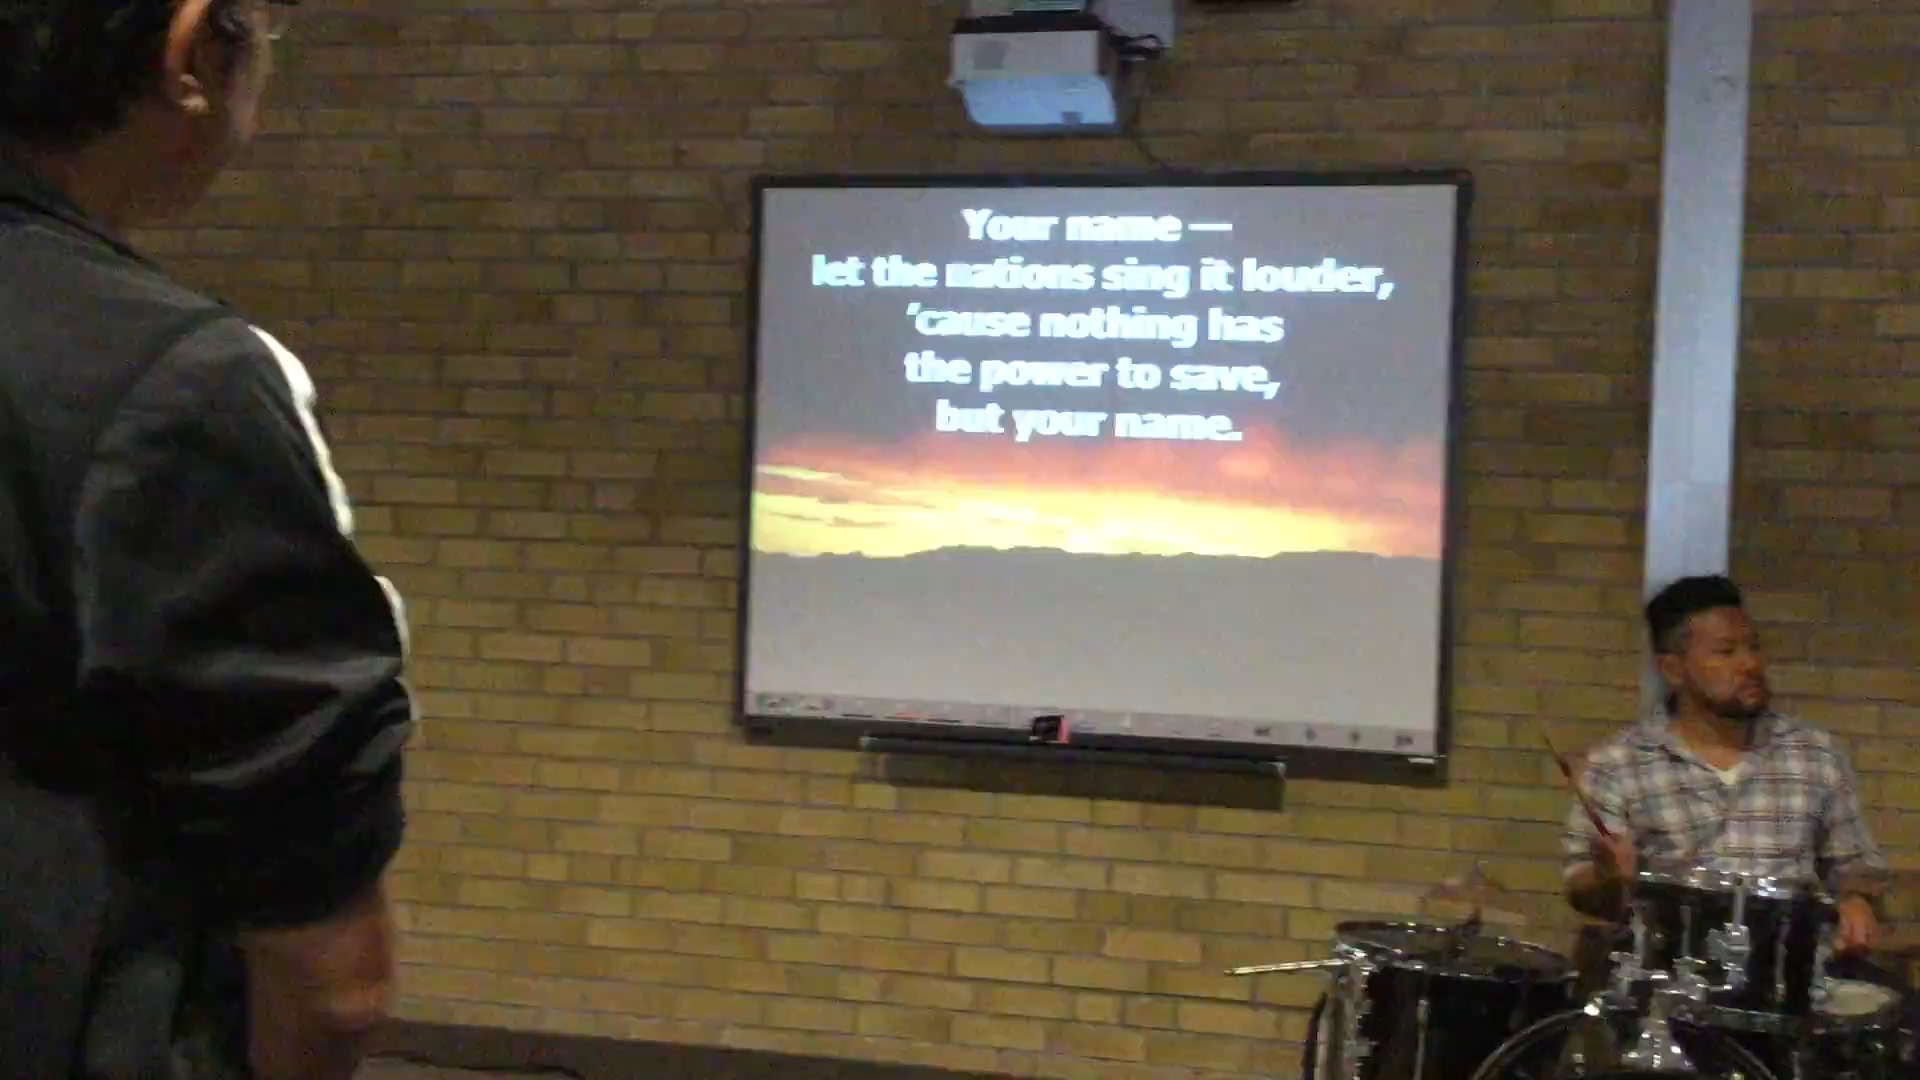 Your name —
let the nations sing it louder,
’cause nothing has
the power to save,
but your name.